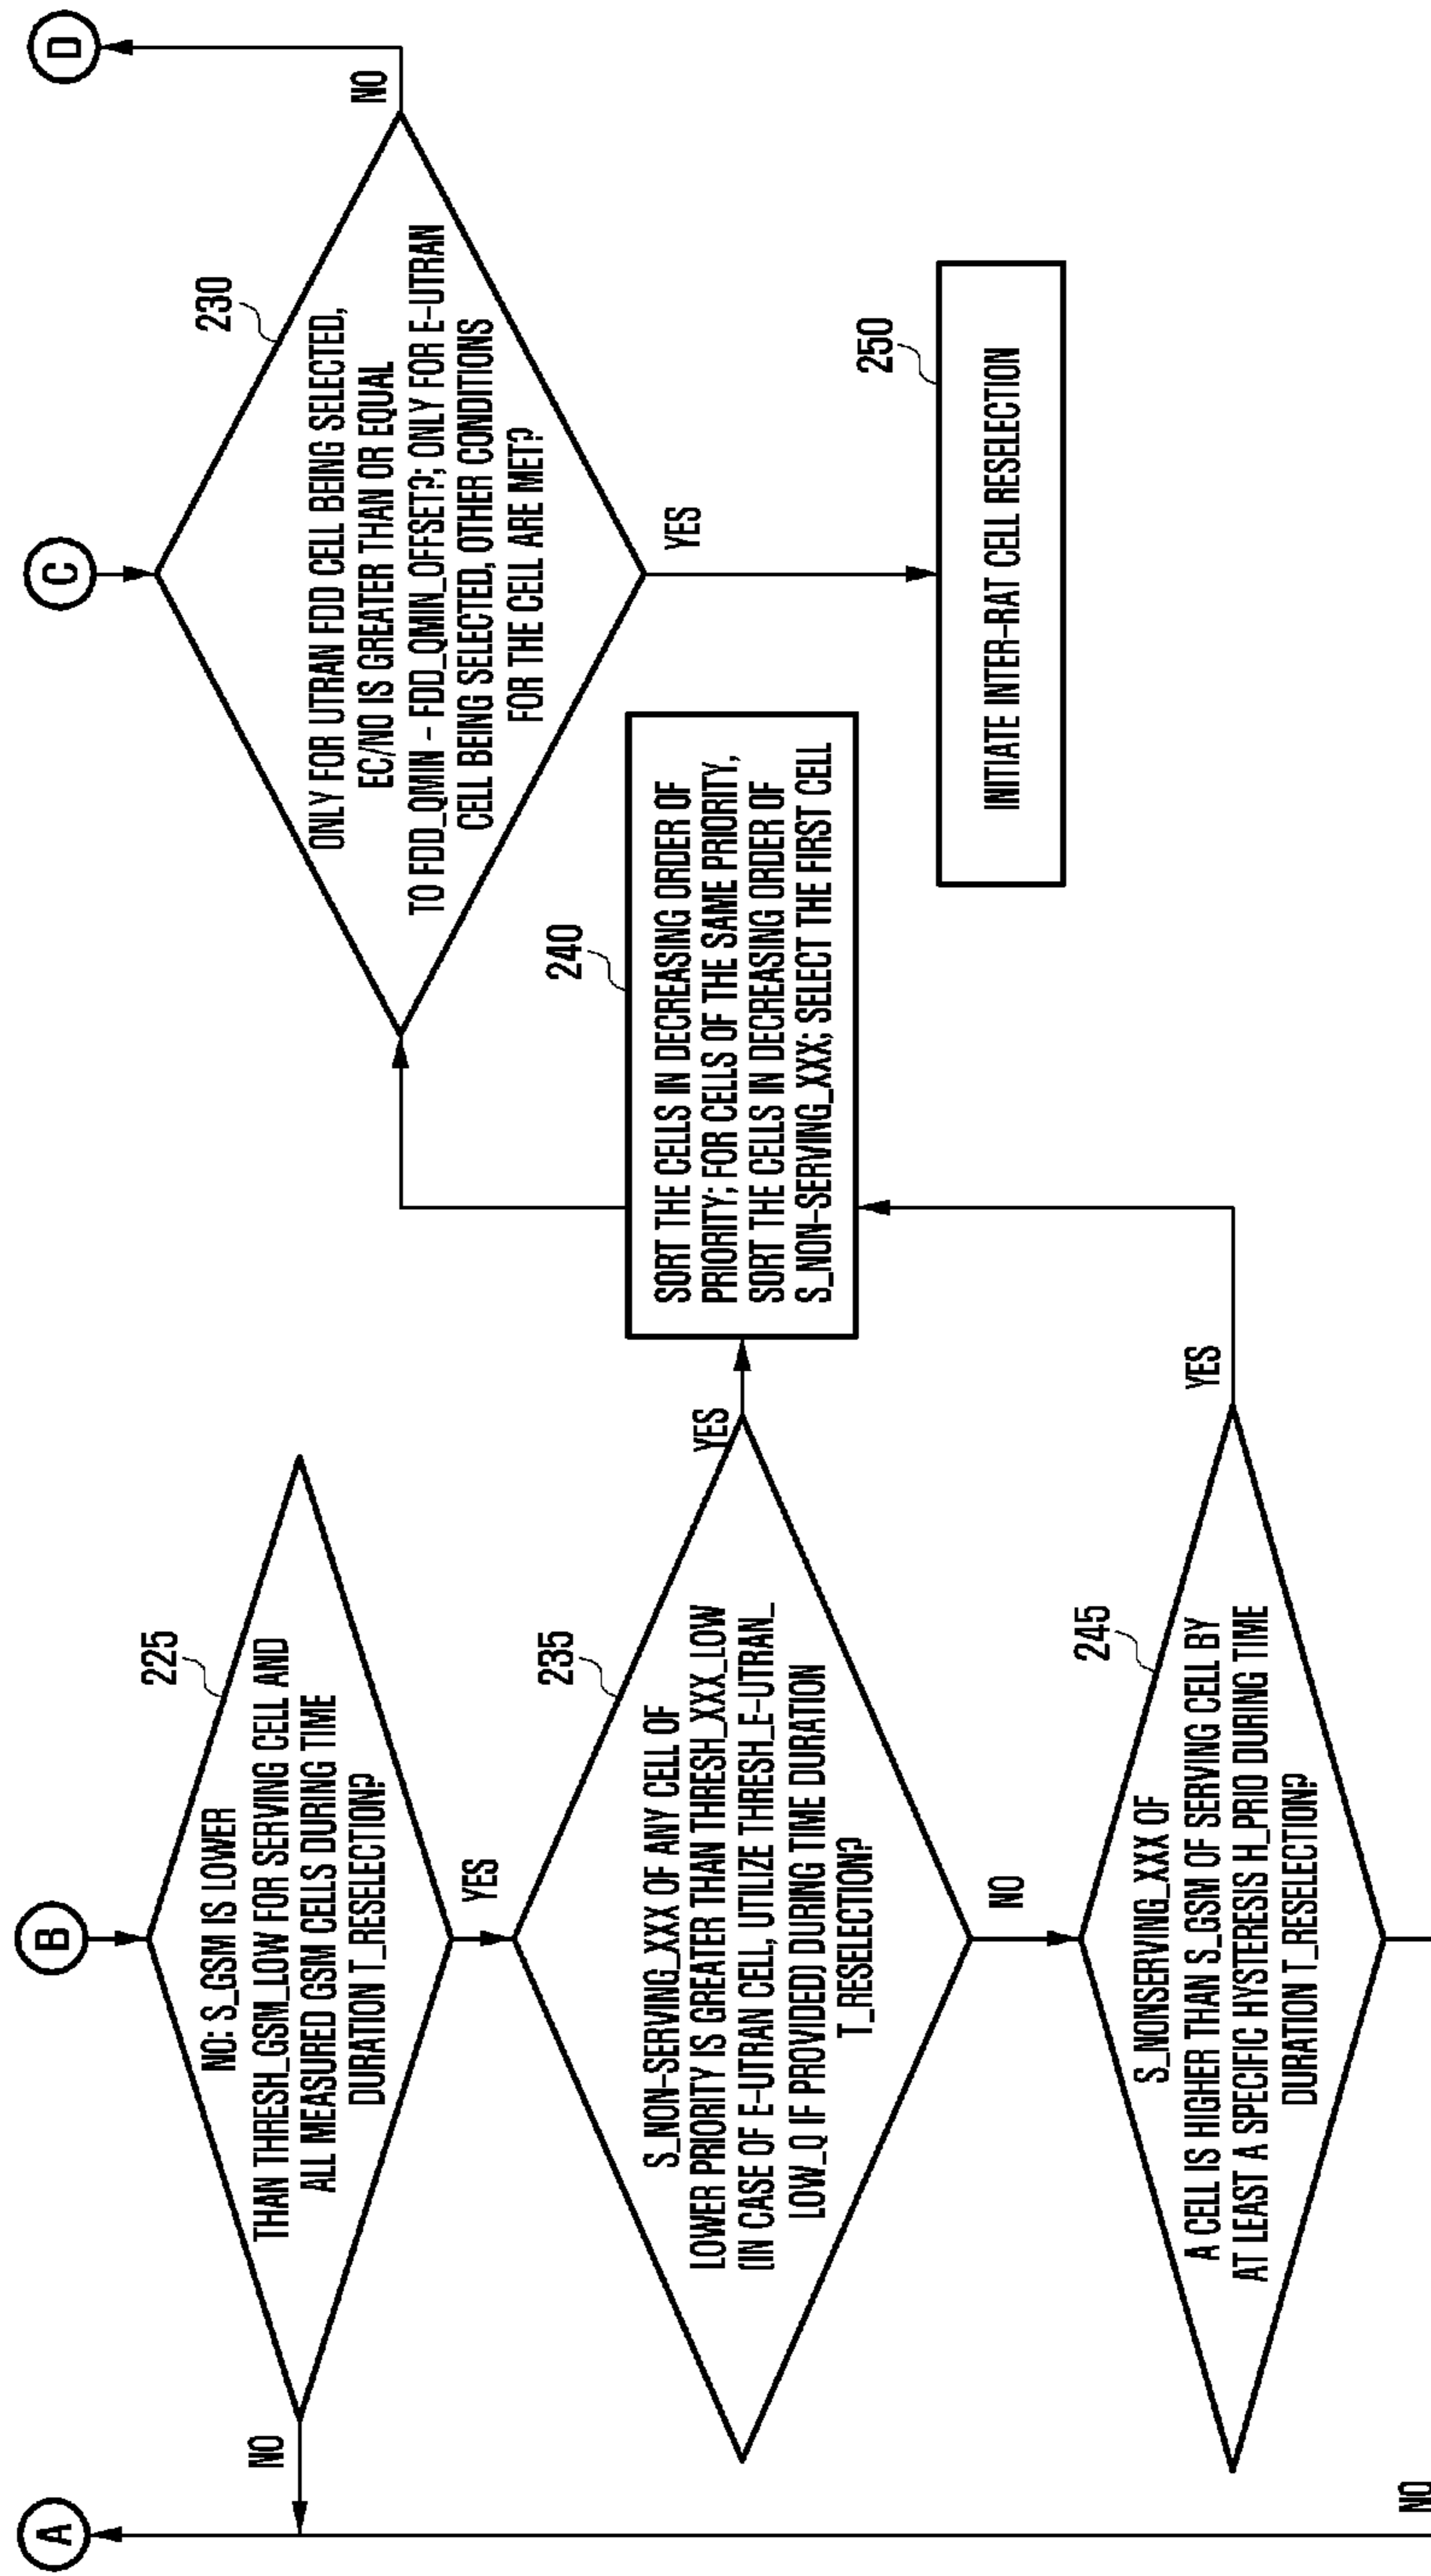 A
B
C
D
225
NO: S_GSM IS LOWER
THAN THRESH_GSM_LOW FOR SERVING CELL AND
ALL MEASURED GSM CELLS DURING TIME
DURATION T_RESELECTION?
NO
YES
235
S_NON-SERVING_XXX OF ANY CELL OF
LOWER PRIORITY IS GREATER THAN THRESH_XXX_LOW
(IN CASE OF E-UTRAN CELL, UTILIZE THRESH_E-UTRAN_
LOW_Q IF PROVIDED) DURING TIME DURATION
T_RESELECTION?
YES
NO
245
S_NONSERVING_XXX OF
A CELL IS HIGHER THAN S_GSM OF SERVING CELL BY
AT LEAST A SPECIFIC HYSTERESIS H_PRIO DURING TIME
DURATION T_RESELECTION?
YES
NO
240
SORT THE CELLS IN DECREASING ORDER OF
PRIORITY; FOR CELLS OF THE SAME PRIORITY,
SORT THE CELLS IN DECREASING ORDER OF
S_NON-SERVING_XXX; SELECT THE FIRST CELL
230
ONLY FOR UTRAN FDD CELL BEING SELECTED,
EC/NO IS GREATER THAN OR EQUAL
TO FDD_QMIN - FDD_QMIN_OFFSET?; ONLY FOR E-UTRAN
CELL BEING SELECTED, OTHER CONDITIONS
FOR THE CELL ARE MET?
NO
YES
250
INITIATE INTER-RAT CELL RESELECTION